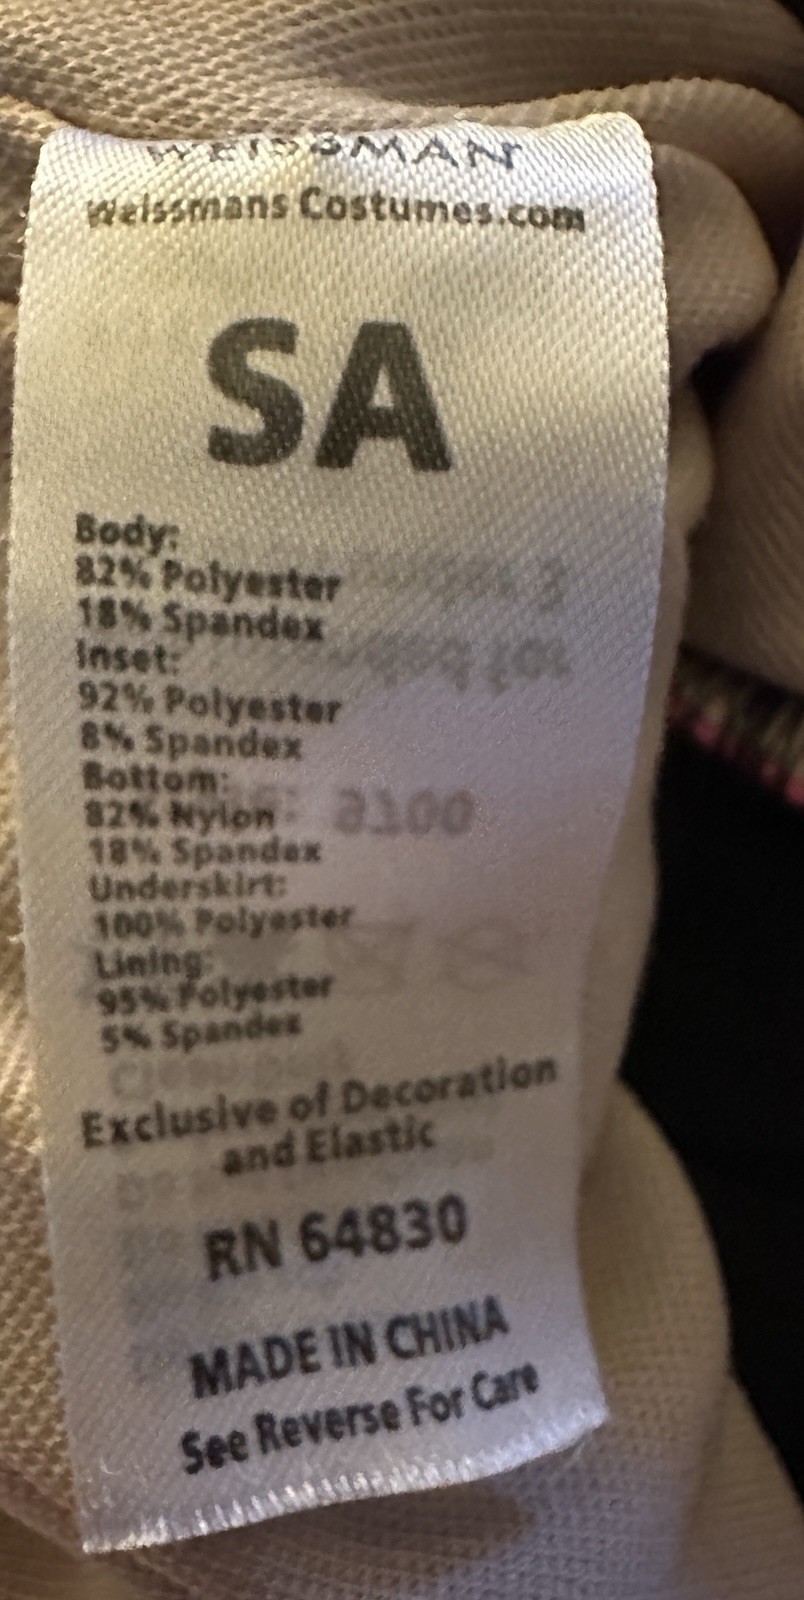 WEISSMAN
Weissmans Costumes.com
SA
Body:
82% Polyester
18% Spandex
Inset:
92% Polyester
8% Spandex
Bottom:
82% Nylon
18% Spandex
Underskirt:
100% Polyester
Lining:
95% Polyester
5% Spandex
Exclusive of Decoration
and Elastic
RN 64830
MADE IN CHINA
See Reverse For Care